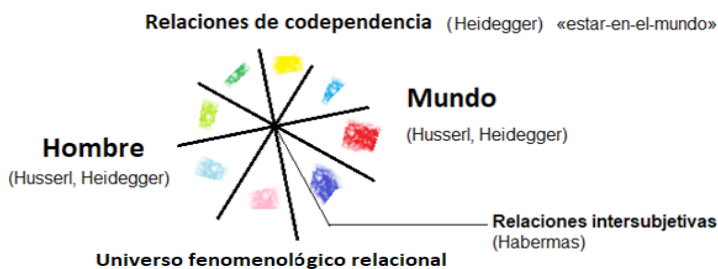 Relaciones de codependencia (Heidegger) «estar-en-el-mundo»
Mundo
(Husserl, Heidegger)
Hombre
(Husserl, Heidegger)
Relaciones intersubjetivas
(Habermas)
Universo fenomenológico relacional